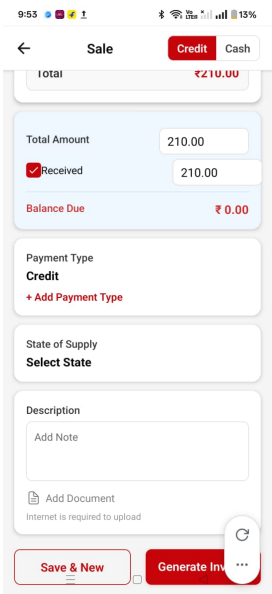 9:53 13%
← Sale Credit Cash
Total ₹210.00
Total Amount 210.00
Received 210.00
Balance Due ₹ 0.00
Payment Type
Credit
+ Add Payment Type
State of Supply
Select State
Description
Add Note
Add Document
Internet is required to upload
Save & New Generate